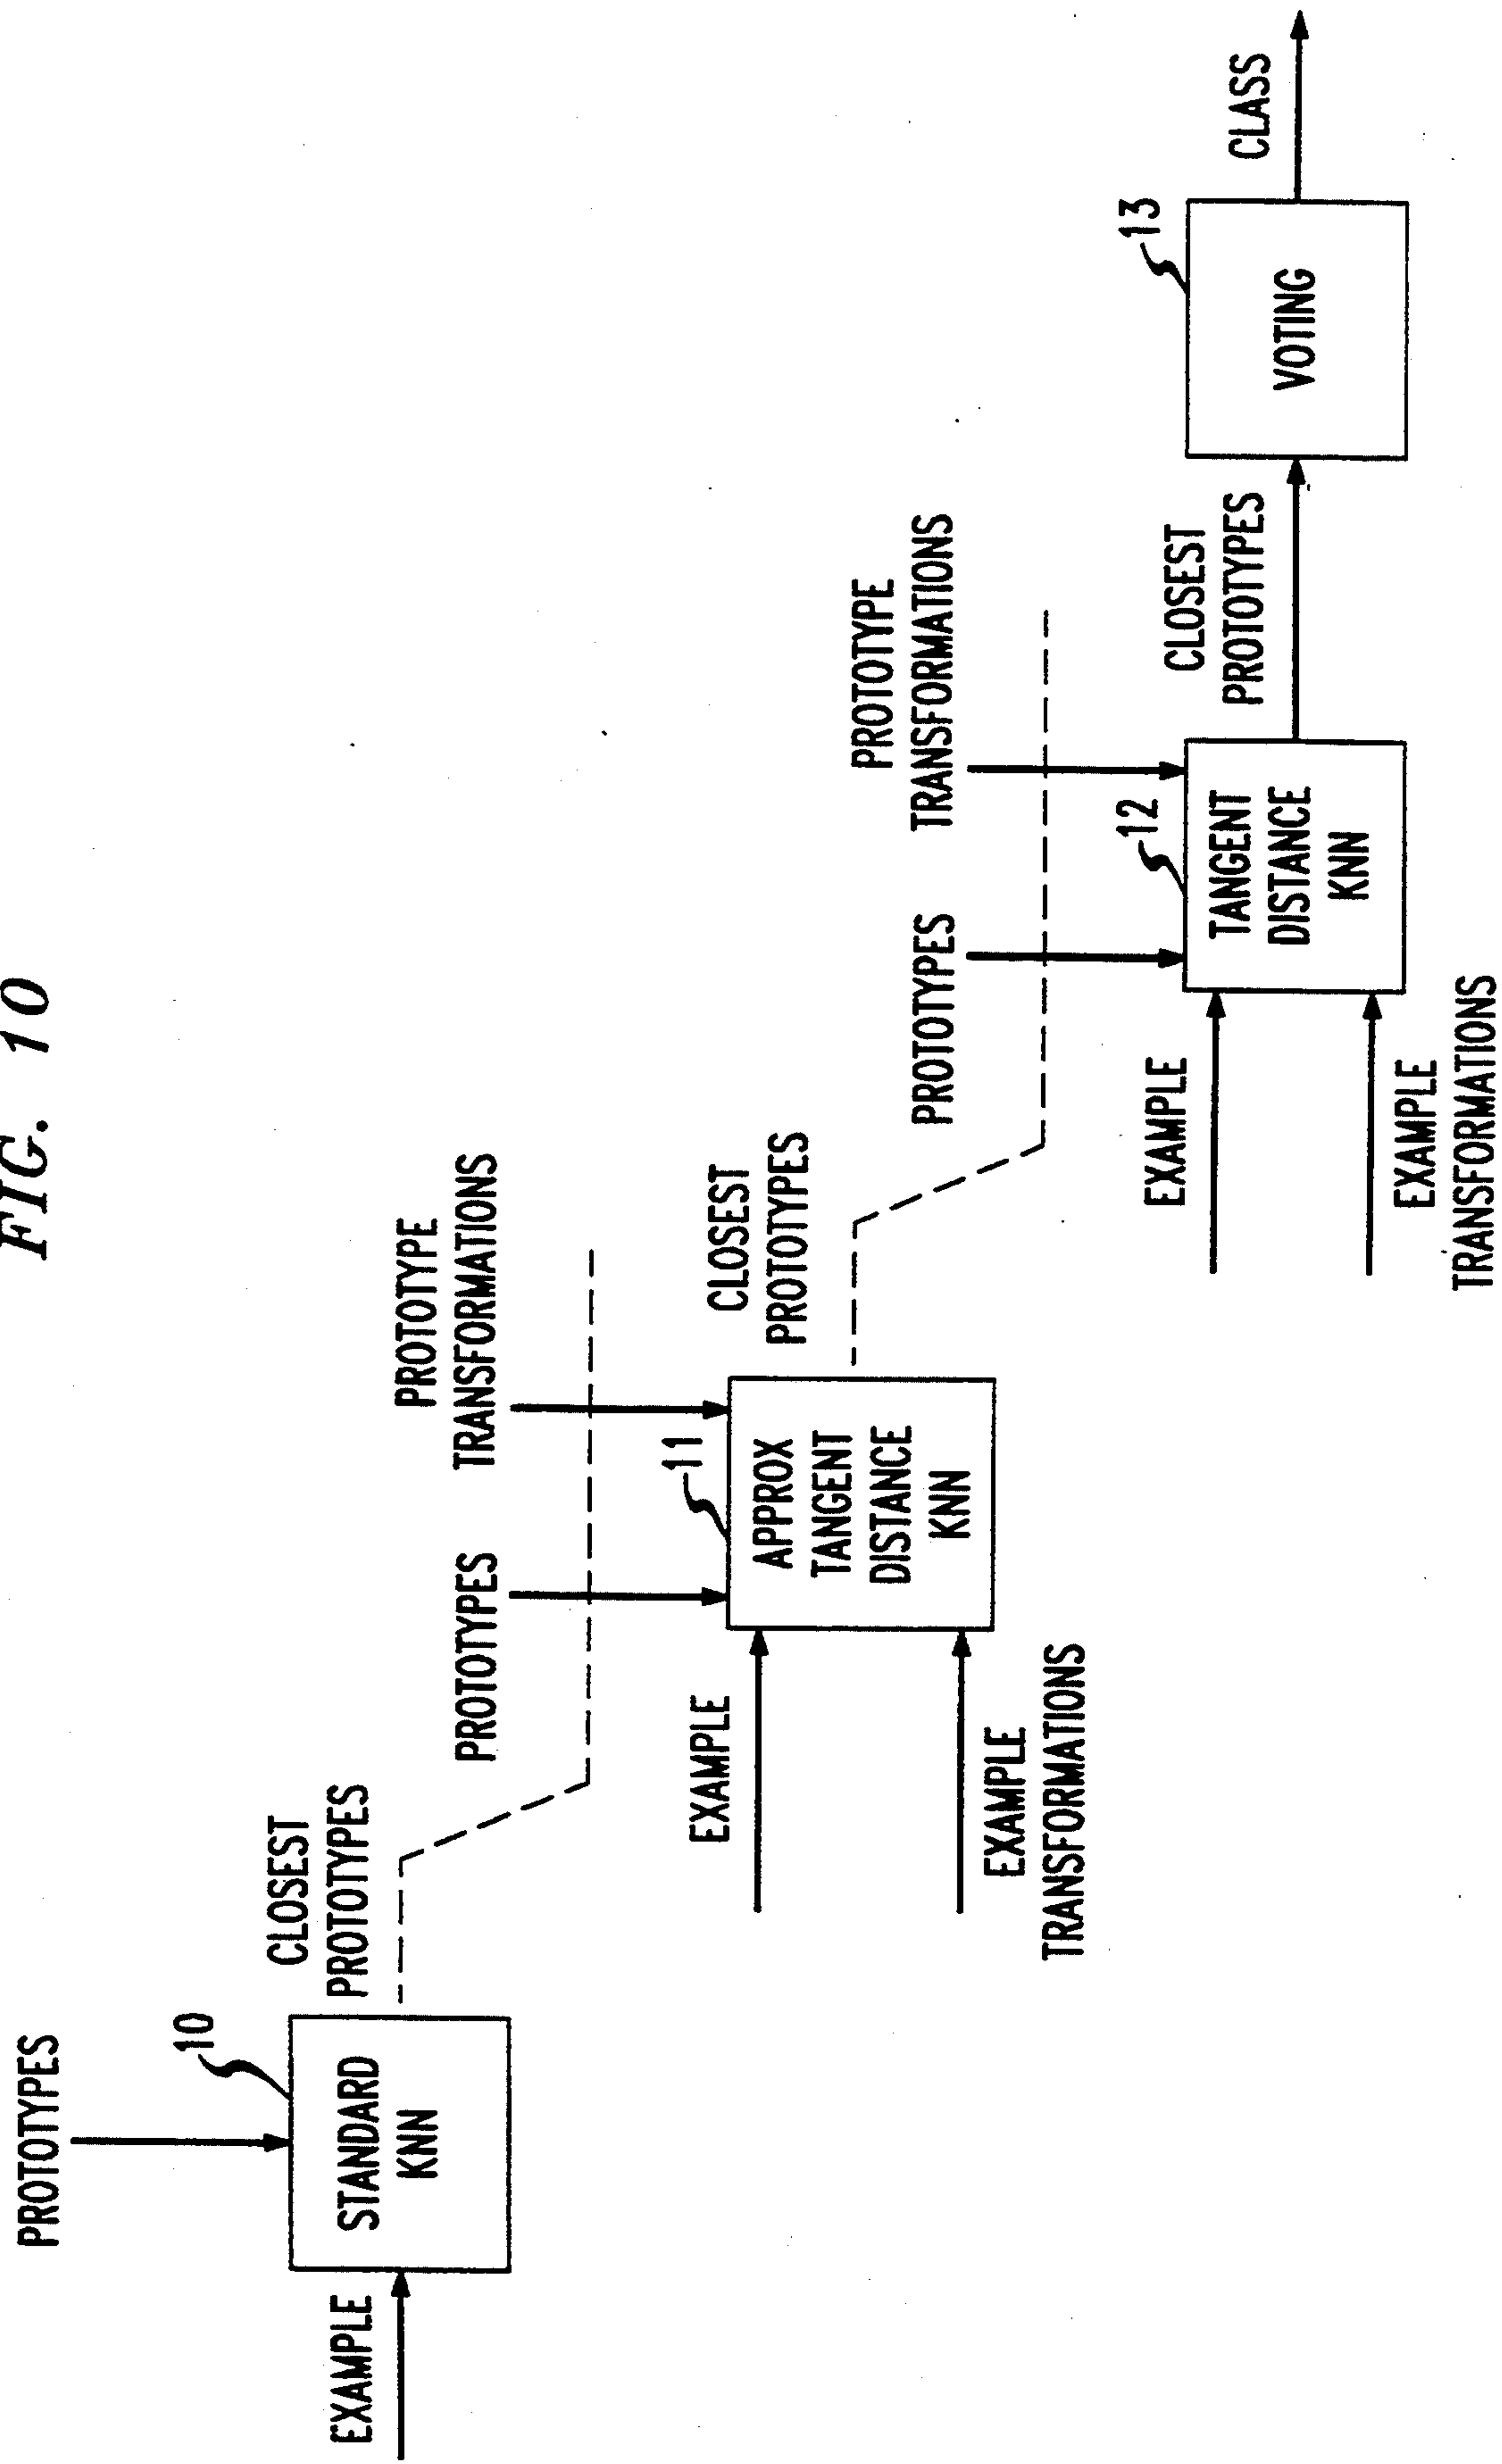 FIG. 10
PROTOTYPES
10
EXAMPLE
STANDARD
KNN
CLOSEST
PROTOTYPES
PROTOTYPES
PROTOTYPE
TRANSFORMATIONS
11
EXAMPLE
EXAMPLE
TRANSFORMATIONS
APPROX
TANGENT
DISTANCE
KNN
CLOSEST
PROTOTYPES
PROTOTYPES
PROTOTYPE
TRANSFORMATIONS
12
EXAMPLE
EXAMPLE
TRANSFORMATIONS
TANGENT
DISTANCE
KNN
CLOSEST
PROTOTYPES
13
VOTING
CLASS